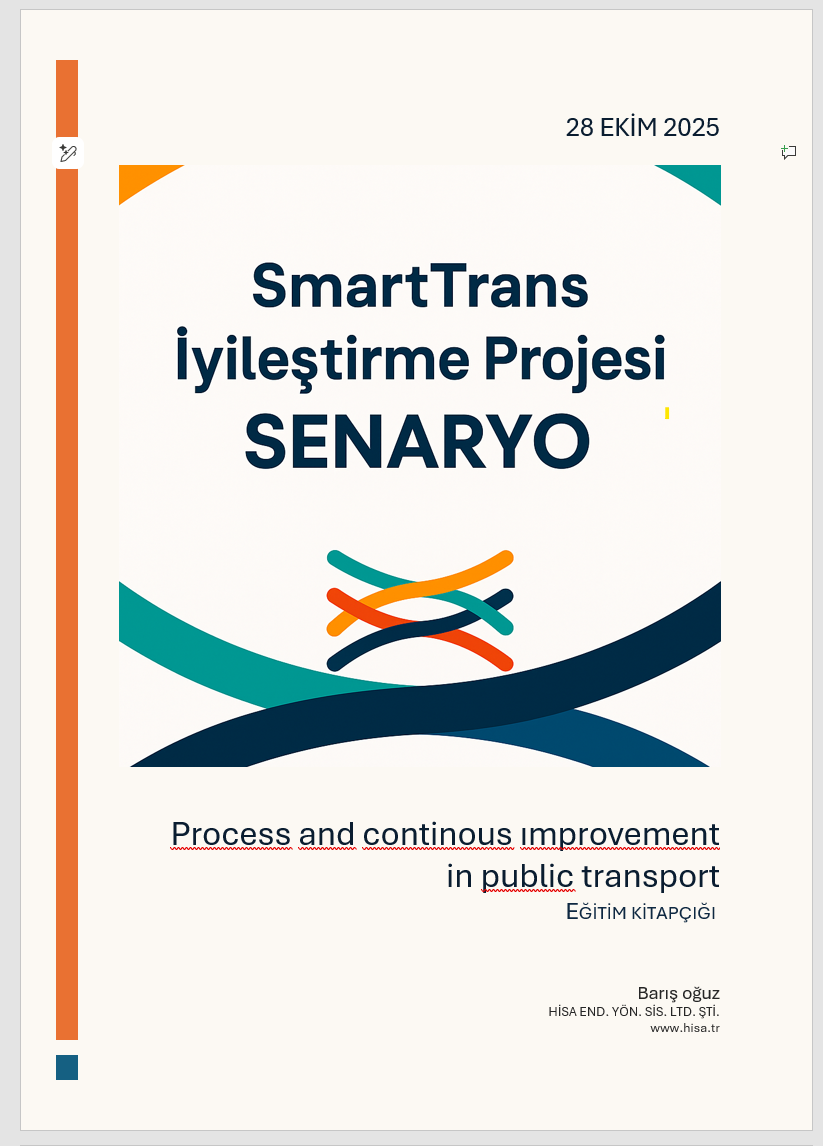 28 EKİM 2025
SmartTrans
İyileştirme Projesi
SENARYO
Process and continous ımprovement
in public transport
EĞİTİM KİTAPÇIĞI
Barış oğuz
HİSA END. YÖN. SİS. LTD. ŞTİ.
www.hisa.tr